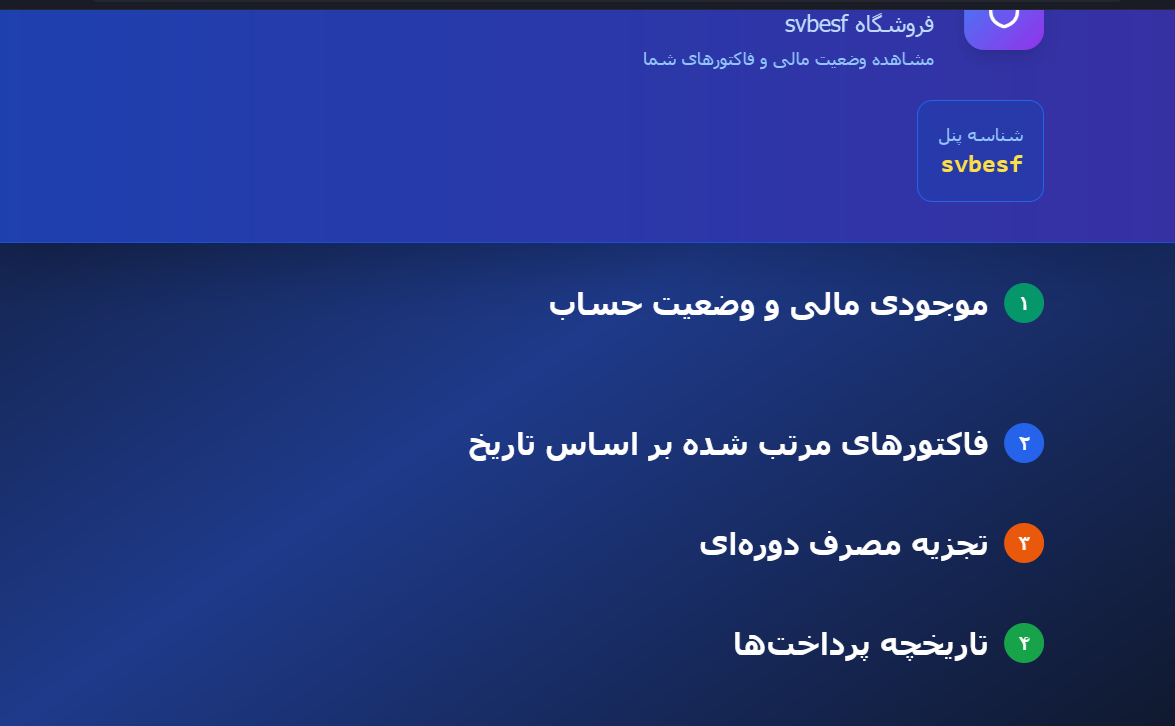 فروشگاه svbesf
مشاهده وضعیت مالی و فاکتورهای شما
شناسه پنل
svbesf
۱
موجودی مالی و وضعیت حساب
۲
فاکتورهای مرتب شده بر اساس تاریخ
۳
تجزیه مصرف دوره‌ای
۴
تاریخچه پرداخت‌ها